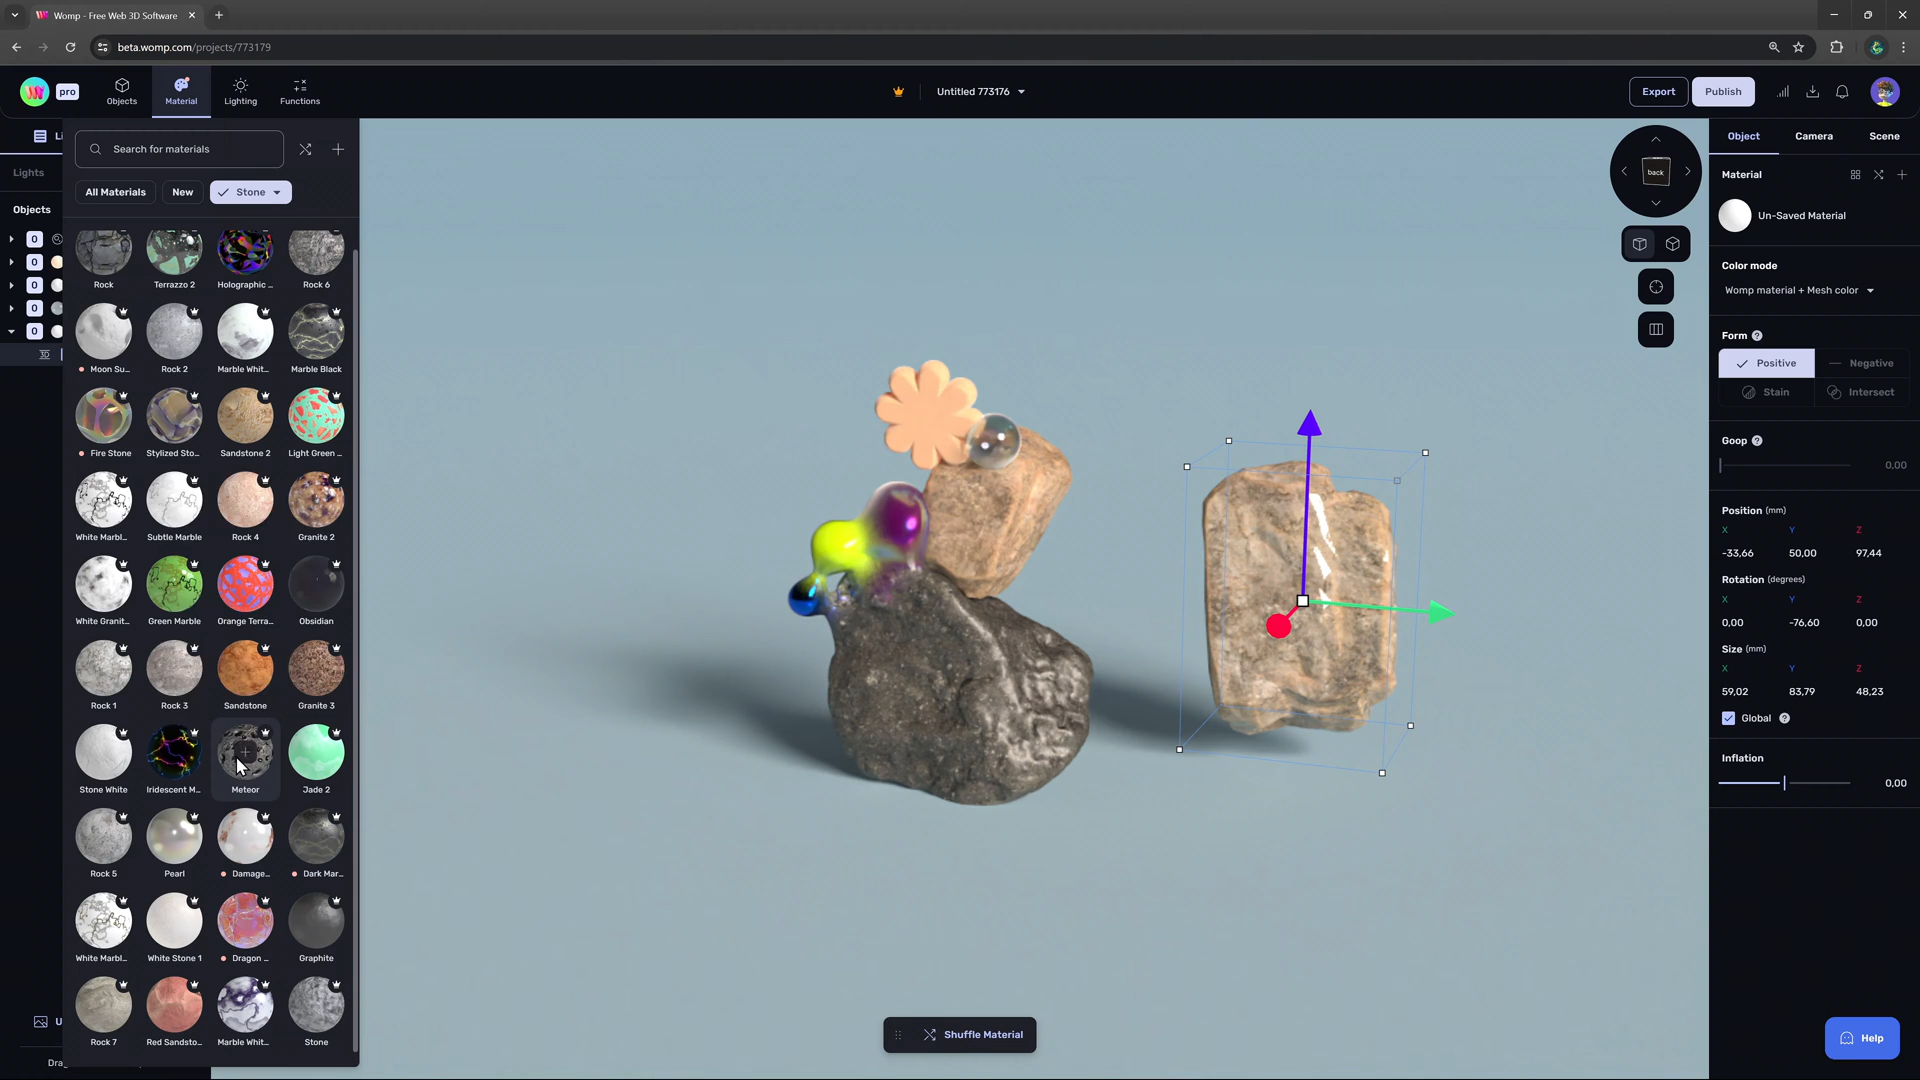 Womp - Free Web 3D Software
beta.womp.com/projects/773179
pro
Objects
Material
Lighting
Functions
Untitled 773176
Export
Publish
Li
Lights
Objects
0
0
0
0
0
Search for materials
All Materials
New
Stone
Rock
Terrazzo 2
Holographic ...
Rock 6
Moon Su...
Rock 2
Marble Whit...
Marble Black
Fire Stone
Stylized Sto...
Sandstone 2
Light Green ...
White Marbl...
Subtle Marble
Rock 4
Granite 2
White Granit...
Green Marble
Orange Terra...
Obsidian
Rock 1
Rock 3
Sandstone
Granite 3
Stone White
Iridescent M...
Meteor
Jade 2
Rock 5
Pearl
Damage...
Dark Mar...
White Marbl...
White Stone 1
Dragon ...
Graphite
Rock 7
Red Sandsto...
Marble Whit...
Stone
U
Drag
back
Shuffle Material
Object
Camera
Scene
Material
Un-Saved Material
Color mode
Womp material + Mesh color
Form
Positive
Negative
Stain
Intersect
Goop
0,00
Position (mm)
X Y Z
-33,66 50,00 97,44
Rotation (degrees)
X Y Z
0,00 -76,60 0,00
Size (mm)
X Y Z
59,02 83,79 48,23
Global
Inflation
0,00
Help